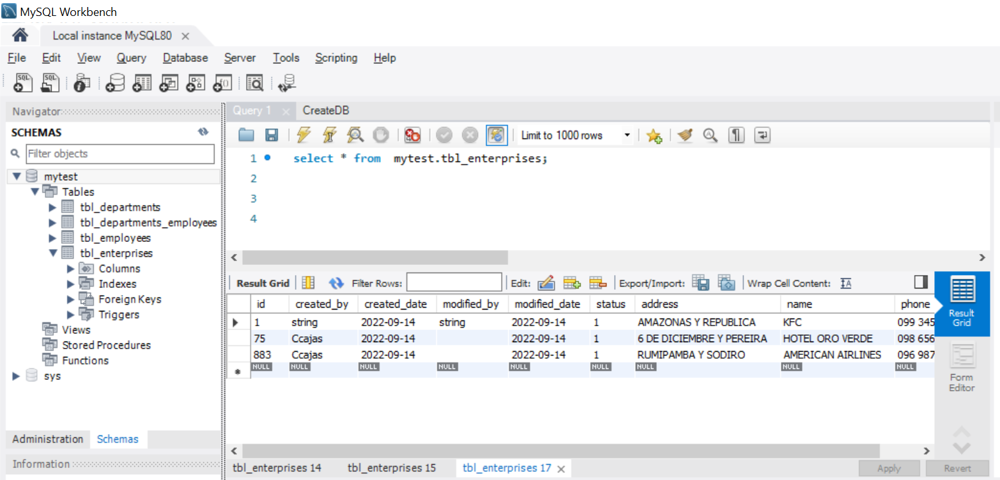 MySQL Workbench
Local instance MySQL80
File Edit View Query Database Server Tools Scripting Help
SQL SQL
Navigator
SCHEMAS
Filter objects
mytest
Tables
tbl_departments
tbl_departments_employees
tbl_employees
tbl_enterprises
Columns
Indexes
Foreign Keys
Triggers
Views
Stored Procedures
Functions
sys
Administration Schemas
Information
Query 1 CreateDB
Limit to 1000 rows
1 select * from mytest.tbl_enterprises;
2
3
4
Result Grid Filter Rows: Edit: Export/Import: Wrap Cell Content: IA
id created_by created_date modified_by modified_date status address name phone
1 string 2022-09-14 string 2022-09-14 1 AMAZONAS Y REPUBLICA KFC 099 345
75 Ccajas 2022-09-14 2022-09-14 1 6 DE DICIEMBRE Y PEREIRA HOTEL ORO VERDE 098 656
883 Ccajas 2022-09-14 2022-09-14 1 RUMIPAMBA Y SODIRO AMERICAN AIRLINES 096 987
NULL NULL NULL NULL NULL NULL NULL NULL NULL
Result
Grid
Form
Editor
tbl_enterprises 14 tbl_enterprises 15 tbl_enterprises 17 Apply Revert